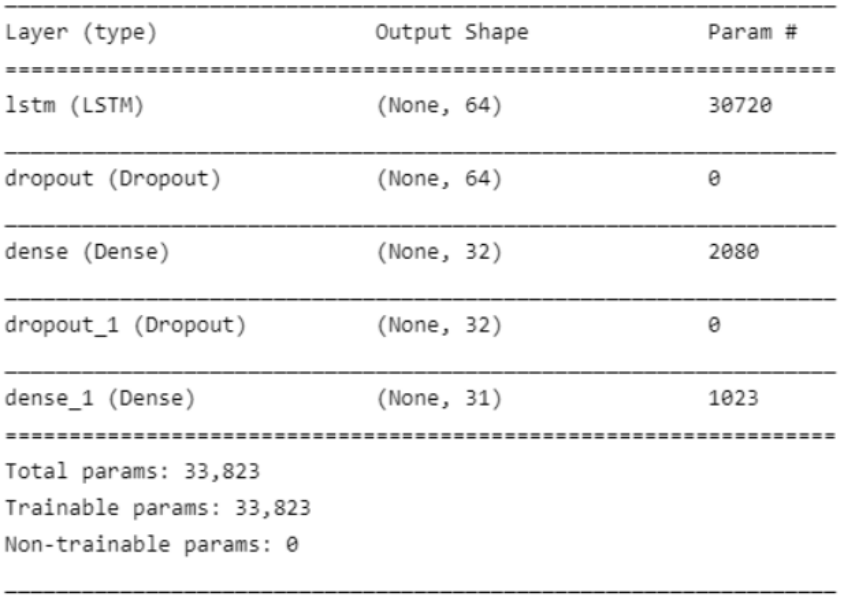 Layer (type) Output Shape Param #
lstm (LSTM) (None, 64) 30720
dropout (Dropout) (None, 64) 0
dense (Dense) (None, 32) 2080
dropout_1 (Dropout) (None, 32) 0
dense_1 (Dense) (None, 31) 1023
Total params: 33,823
Trainable params: 33,823
Non-trainable params: 0